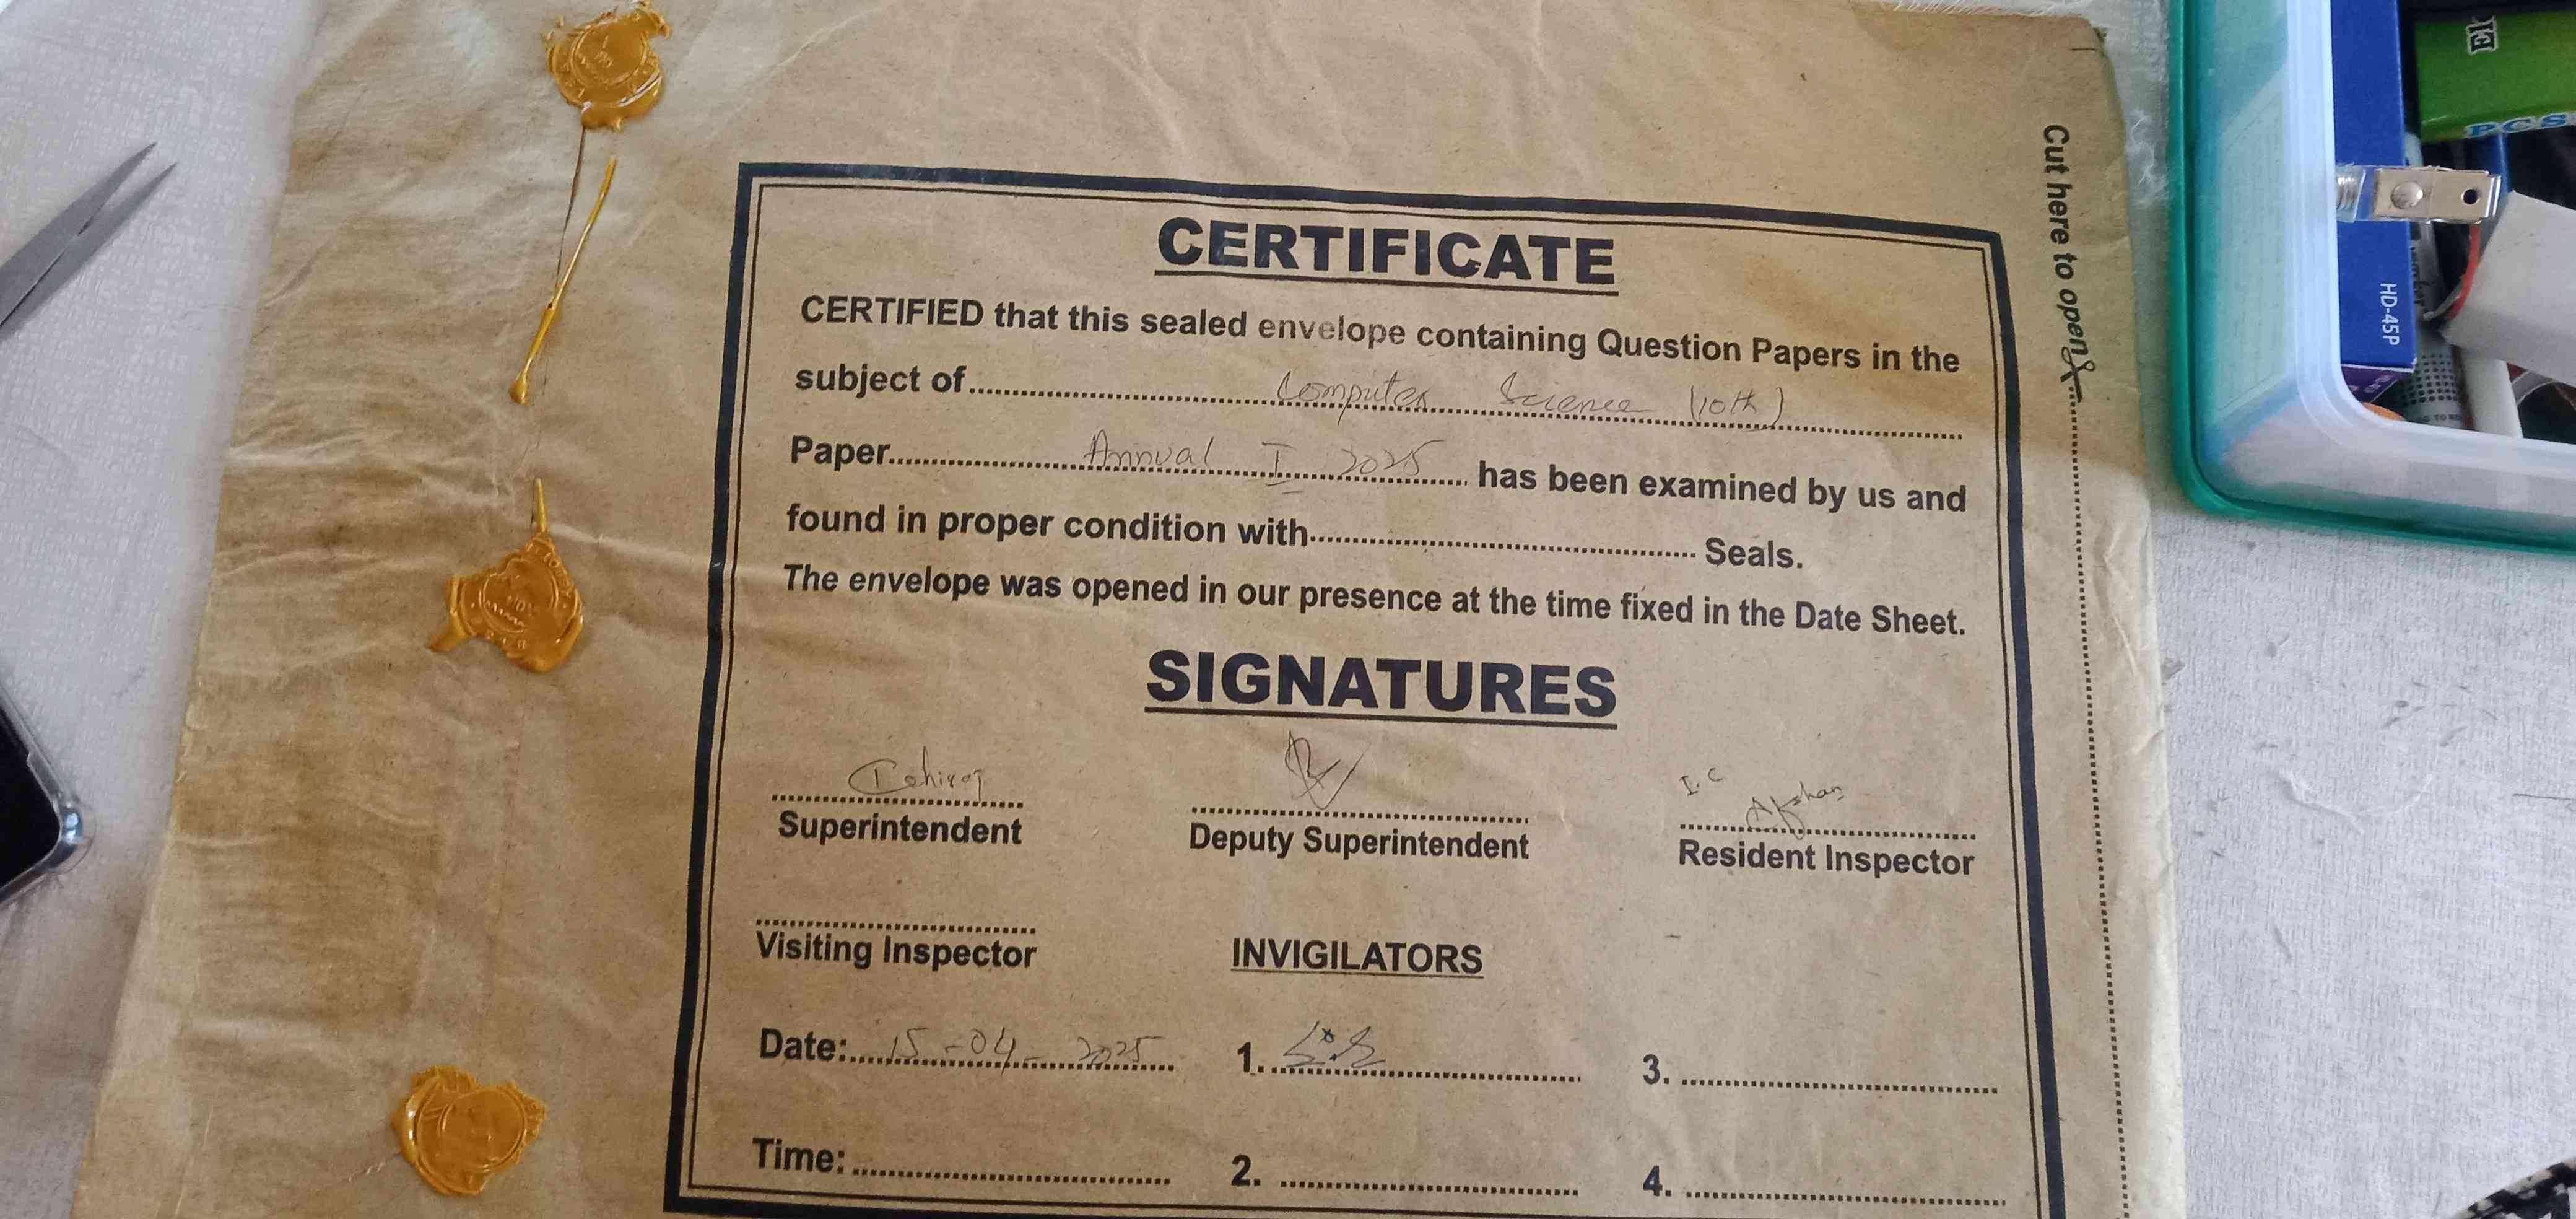 Cut here to open
CERTIFICATE
CERTIFIED that this sealed envelope containing Question Papers in the
subject of Computer Science (10th)
Paper Annual I 2025 has been examined by us and
found in proper condition with Seals.
The envelope was opened in our presence at the time fixed in the Date Sheet.
SIGNATURES
I.C
Afshan
Superintendent Deputy Superintendent Resident Inspector
Visiting Inspector INVIGILATORS
Date: 15-04-2025 1. 3.
Time: 2. 4.
PCS
HD-45P